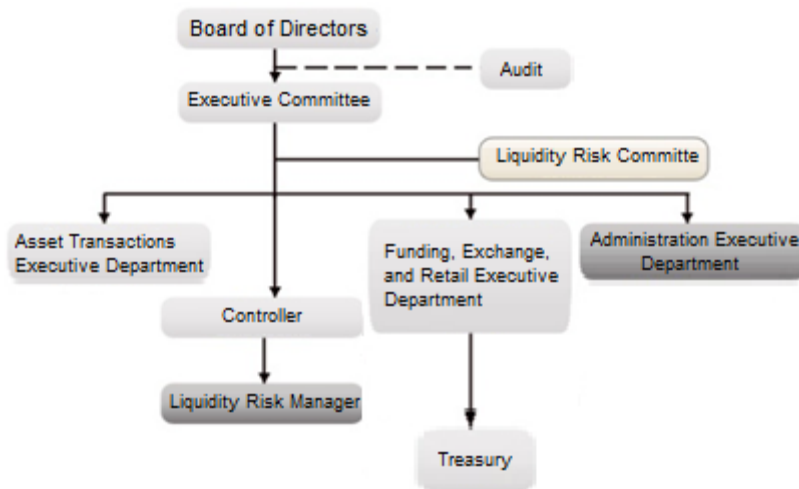 Board of Directors
Audit
Executive Committee
Liquidity Risk Committe
Asset Transactions
Executive Department
Funding, Exchange,
and Retail Executive
Department
Administration Executive
Department
Controller
Liquidity Risk Manager
Treasury